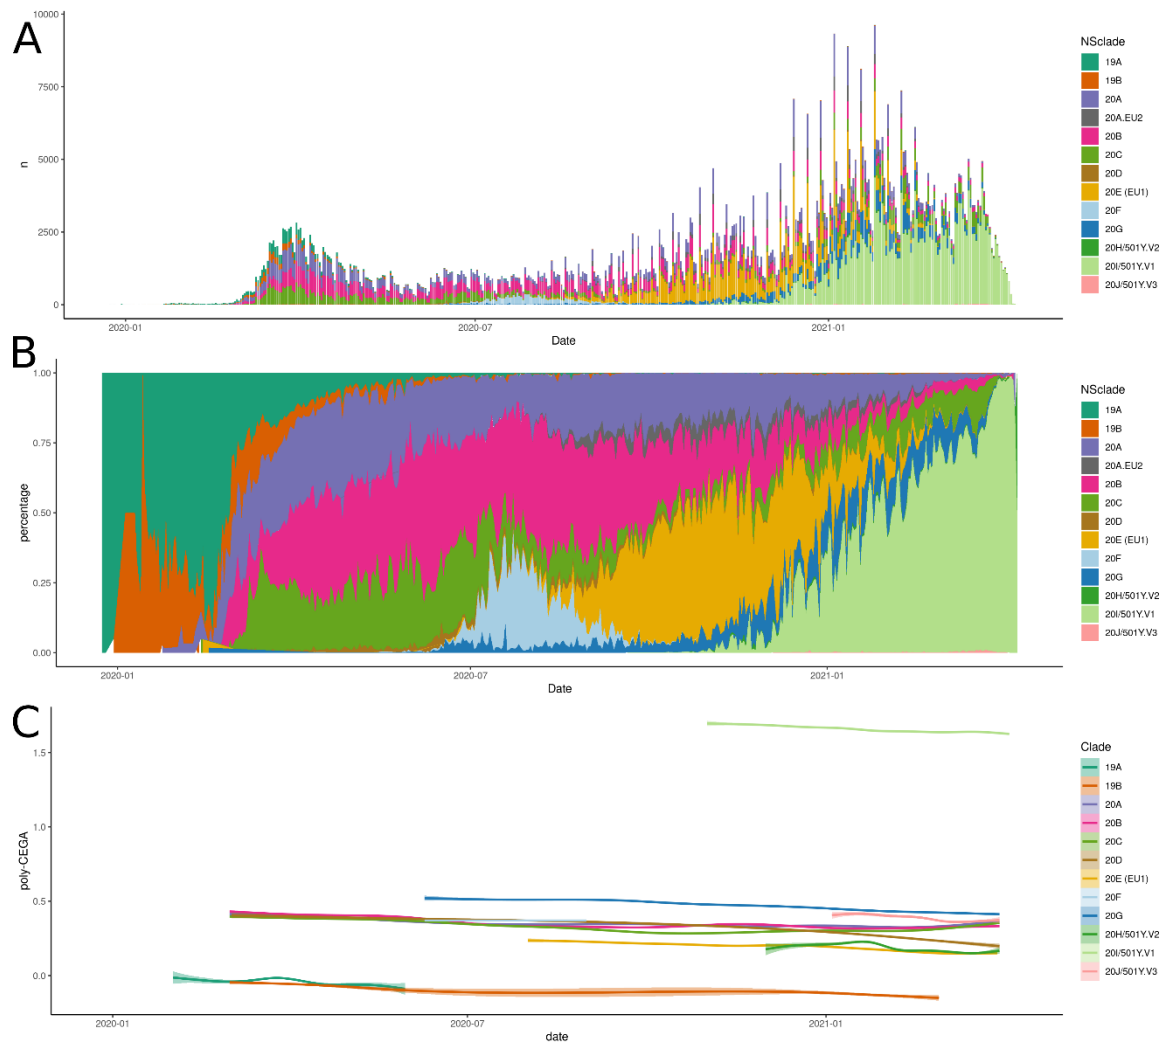 A
10000
7500
5000
2500
0
n
2020-01
2020-07
2021-01
Date
NSclade
19A
19B
20A
20A.EU2
20B
20C
20D
20E (EU1)
20F
20G
20H/501Y.V2
20I/501Y.V1
20J/501Y.V3
B
1.00
0.75
0.50
0.25
0.00
percentage
2020-01
2020-07
2021-01
Date
NSclade
19A
19B
20A
20A.EU2
20B
20C
20D
20E (EU1)
20F
20G
20H/501Y.V2
20I/501Y.V1
20J/501Y.V3
C
1.5
1.0
0.5
0.0
poly-CEGA
2020-01
2020-07
2021-01
date
Clade
19A
19B
20A
20B
20C
20D
20E (EU1)
20F
20G
20H/501Y.V2
20I/501Y.V1
20J/501Y.V3